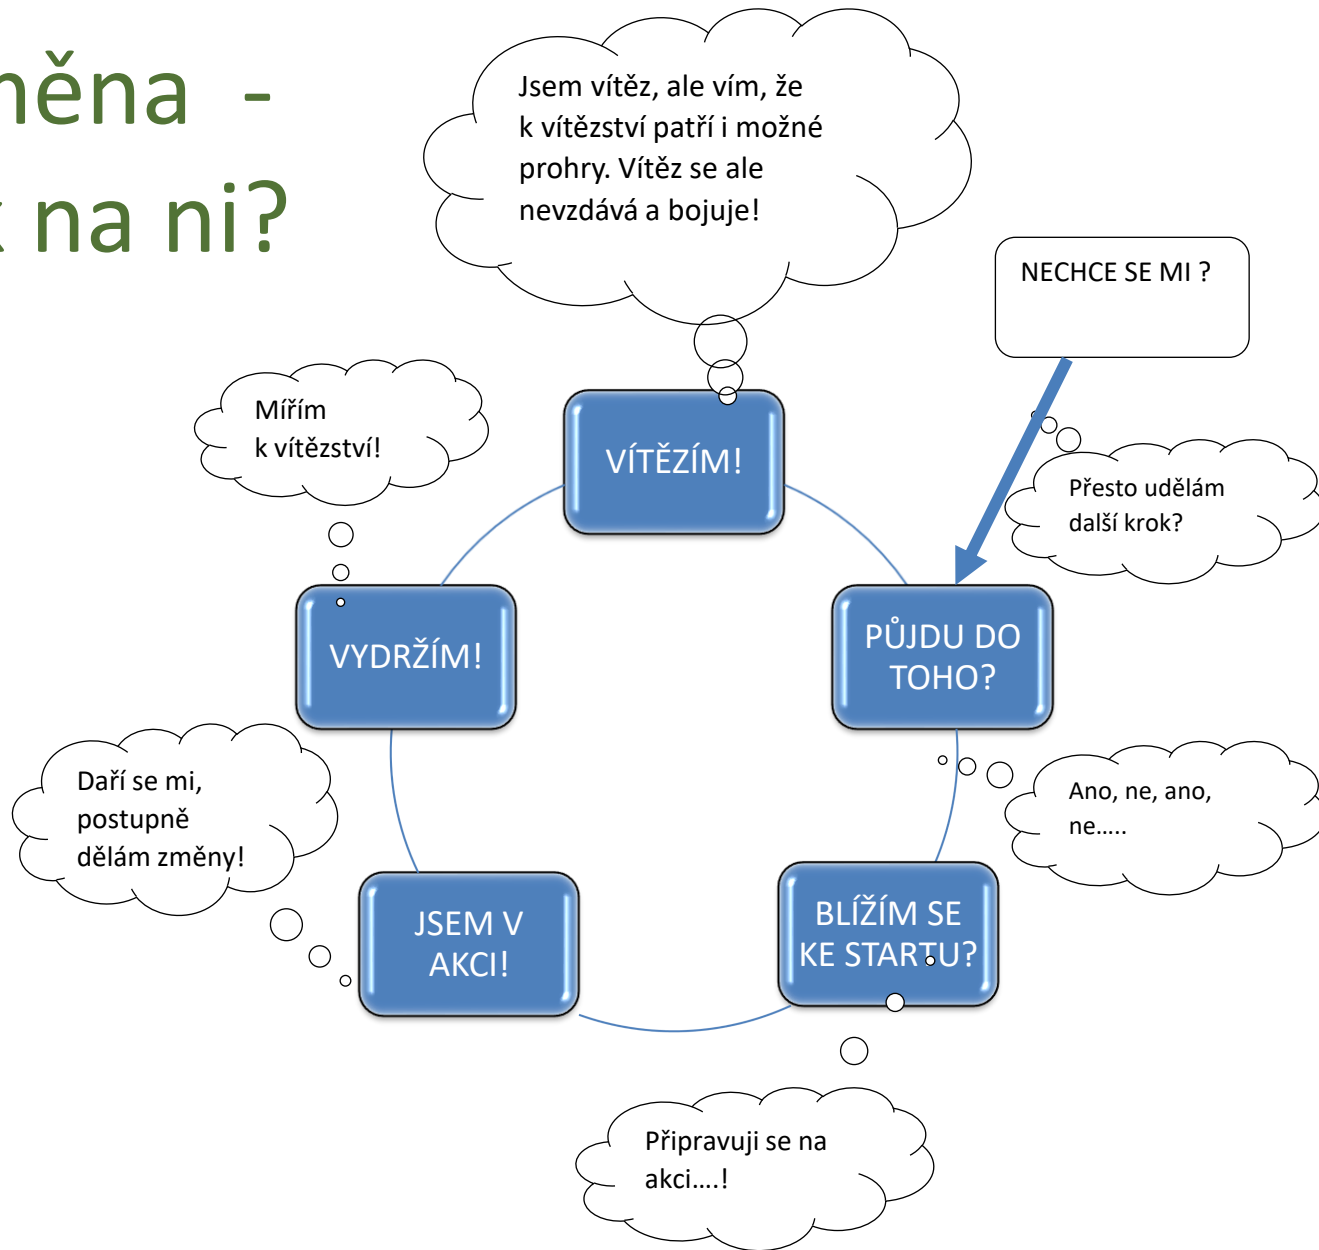 měna -
na ni?
Jsem vítěz, ale vím, že
k vítězství patří i možné
prohry. Vítěz se ale
nevzdává a bojuje!
NECHCE SE MI ?
Mířím
k vítězství!
VÍTĚZÍM!
Přesto udělám
další krok?
VYDRŽÍM!
PŮJDU DO
TOHO?
Daří se mi,
postupně
dělám změny!
Ano, ne, ano,
ne.....
JSEM V
AKCI!
BLÍŽÍM SE
KE STARTU?
Připravuji se na
akci....!